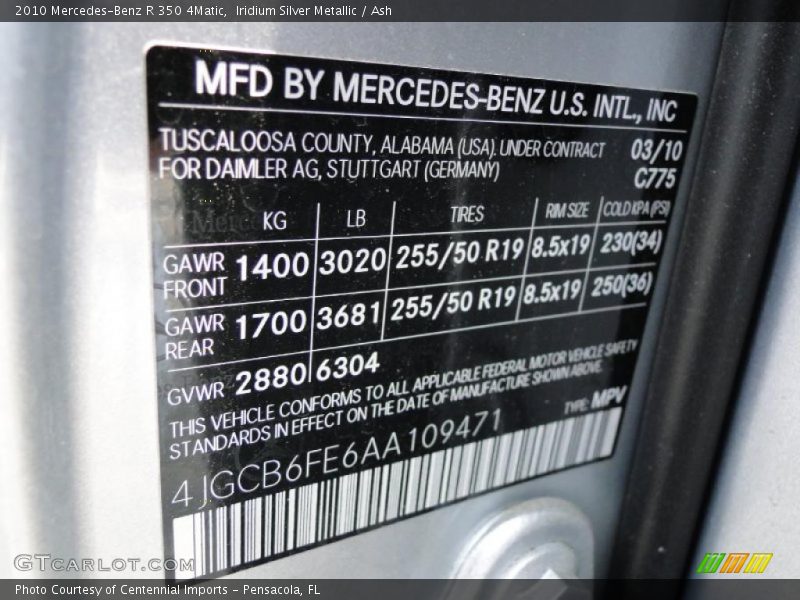 2010 Mercedes-Benz R 350 4Matic, Iridium Silver Metallic / Ash
MFD BY MERCEDES-BENZ U.S. INTL., INC
TUSCALOOSA COUNTY, ALABAMA (USA). UNDER CONTRACT 03/10
FOR DAIMLER AG, STUTTGART (GERMANY) C775
KG LB TIRES RIM SIZE COLD KPA (PSI)
GAWR FRONT 1400 3020 255/50 R19 8.5x19 230(34)
GAWR REAR 1700 3681 255/50 R19 8.5x19 250(36)
GVWR 2880 6304
THIS VEHICLE CONFORMS TO ALL APPLICABLE FEDERAL MOTOR VEHICLE SAFETY
STANDARDS IN EFFECT ON THE DATE OF MANUFACTURE SHOWN ABOVE.
4JGCB6FE6AA109471 TYPE: MPV
GTCARLOT.COM
Photo Courtesy of Centennial Imports - Pensacola, FL